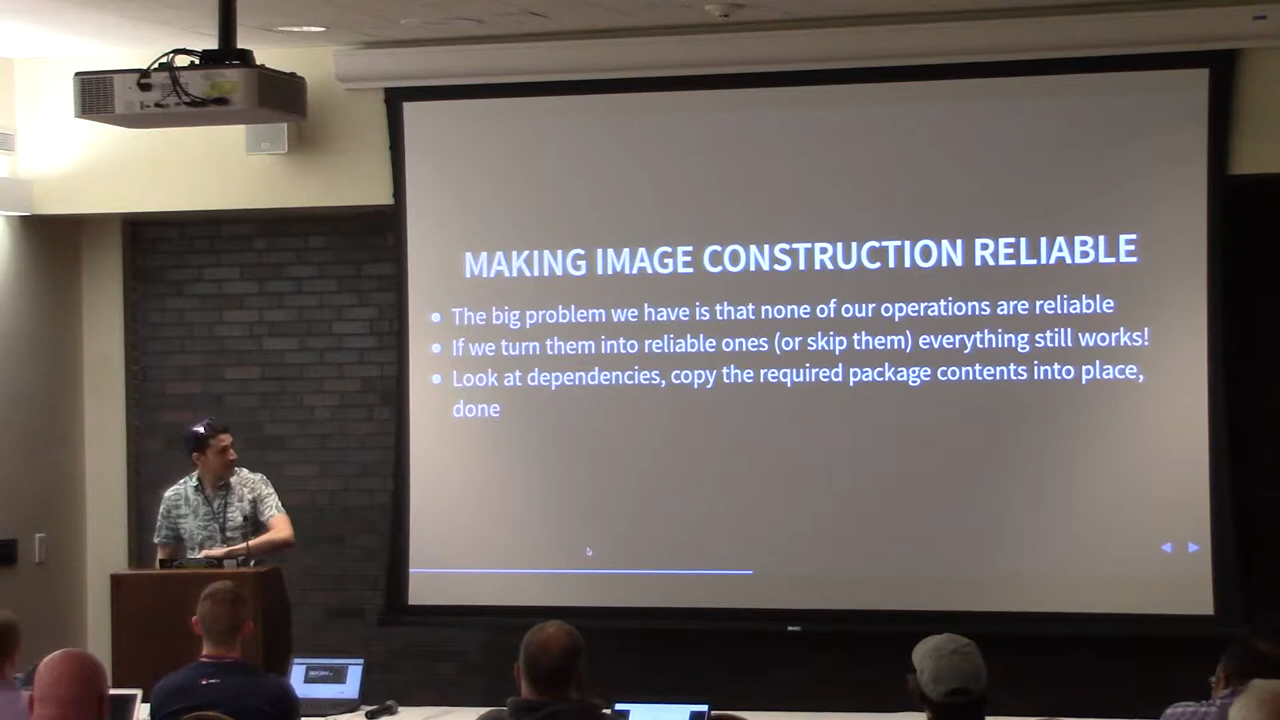 MAKING IMAGE CONSTRUCTION RELIABLE
The big problem we have is that none of our operations are reliable
If we turn them into reliable ones (or skip them) everything still works!
Look at dependencies, copy the required package contents into place,
done